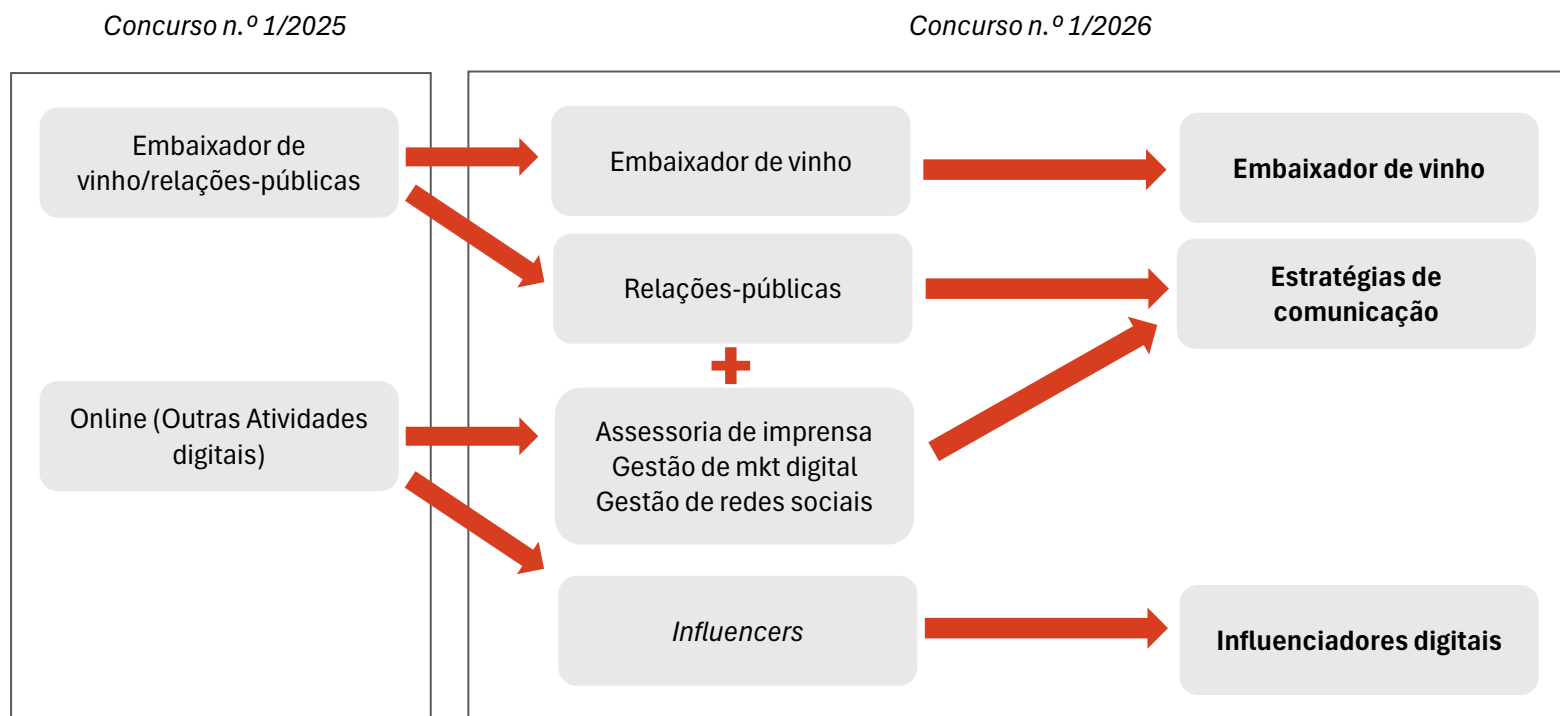 Concurso n.º 1/2025
Concurso n.º 1/2026
Embaixador de
vinho/relações-públicas
Embaixador de vinho
Embaixador de vinho
Relações-públicas
Estratégias de
comunicação
Online (Outras Atividades
digitais)
Assessoria de imprensa
Gestão de mkt digital
Gestão de redes sociais
Influencers
Influenciadores digitais